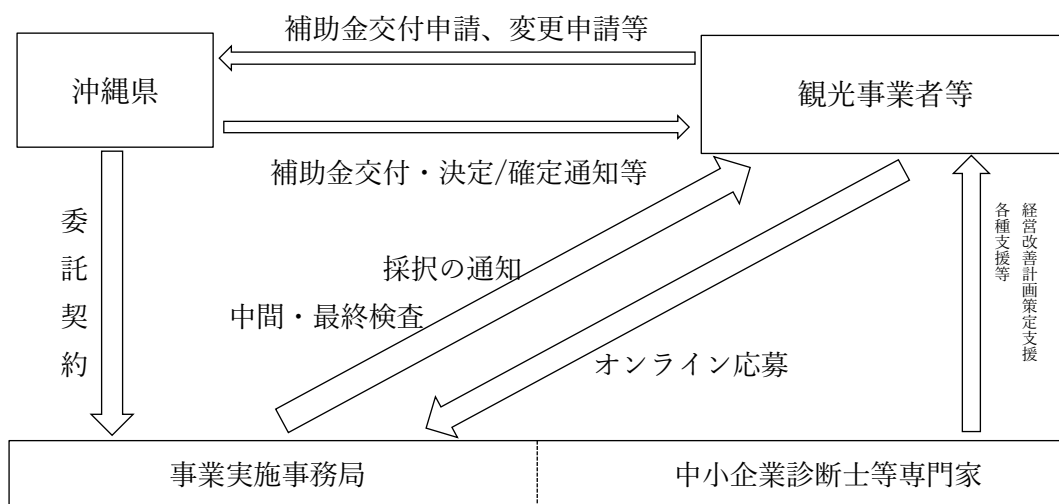 補助金交付申請、変更申請等
沖縄県
観光事業者等
補助金交付・決定/確定通知等
委託契約
採択の通知
中間・最終検査
オンライン応募
経営改善計画策定支援
各種支援等
事業実施事務局
中小企業診断士等専門家